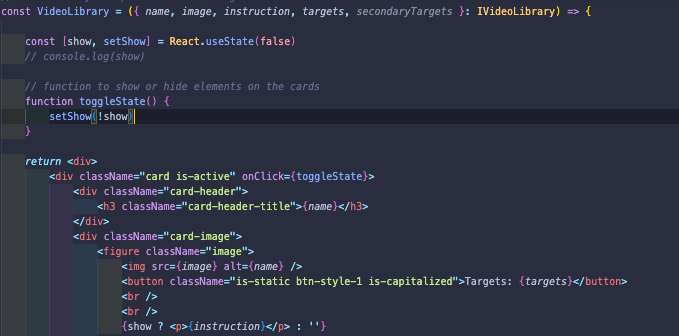 const VideoLibrary = ({ name, image, instruction, targets, secondaryTargets }: IVideoLibrary) => {
const [show, setShow] = React.useState(false)
// console.log(show)
// function to show or hide elements on the cards
function toggleState() {
setShow(!show)
}
return <div>
<div className="card is-active" onClick={toggleState}>
<div className="card-header">
<h3 className="card-header-title">{name}</h3>
</div>
<div className="card-image">
<figure className="image">
<img src={image} alt={name} />
<button className="is-static btn-style-1 is-capitalized">Targets: {targets}</button>
<br />
<br />
{show ? <p>{instruction}</p> : ''}